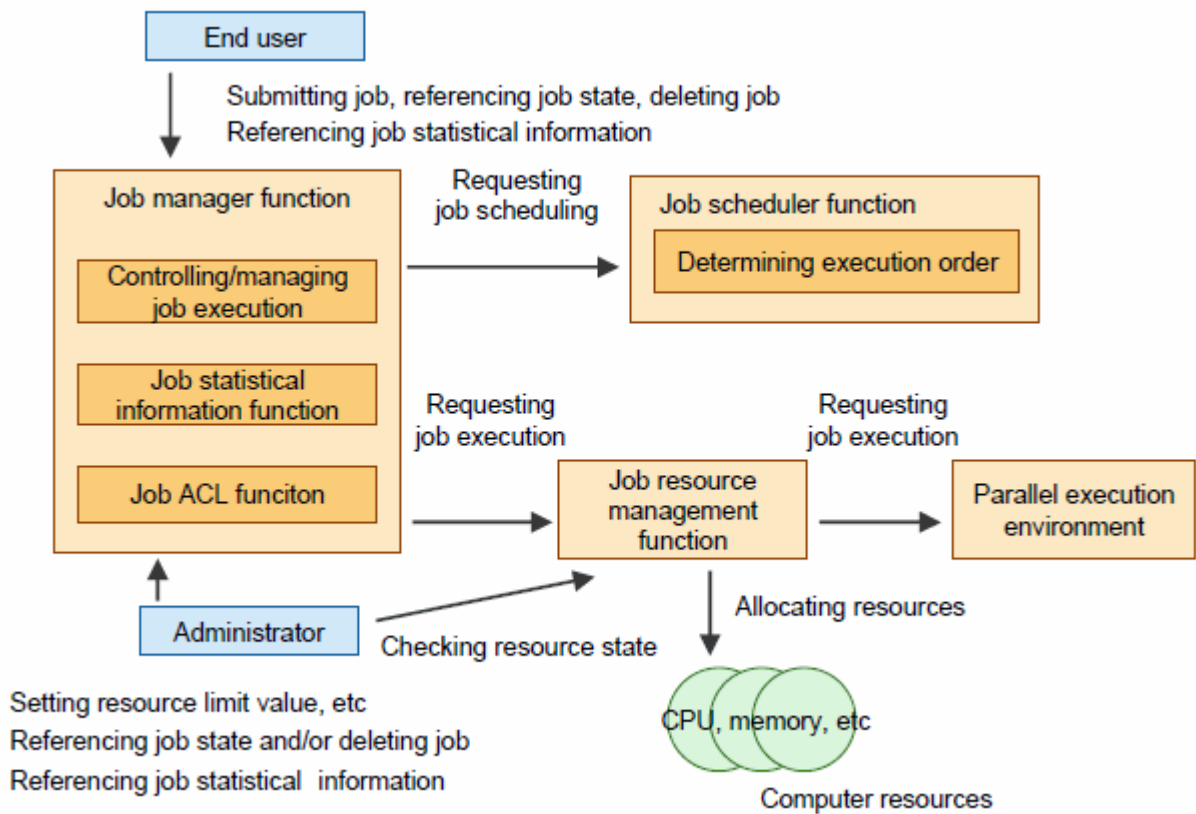 End user
Submitting job, referencing job state, deleting job
Referencing job statistical information
Job manager function
Requesting
job scheduling
Job scheduler function
Determining execution order
Controlling/managing
job execution
Job statistical
information function
Requesting
job execution
Requesting
job execution
Job ACL funciton
Job resource
management
function
Parallel execution
environment
Administrator
Checking resource state
Allocating resources
Setting resource limit value, etc
Referencing job state and/or deleting job
Referencing job statistical information
CPU, memory, etc
Computer resources